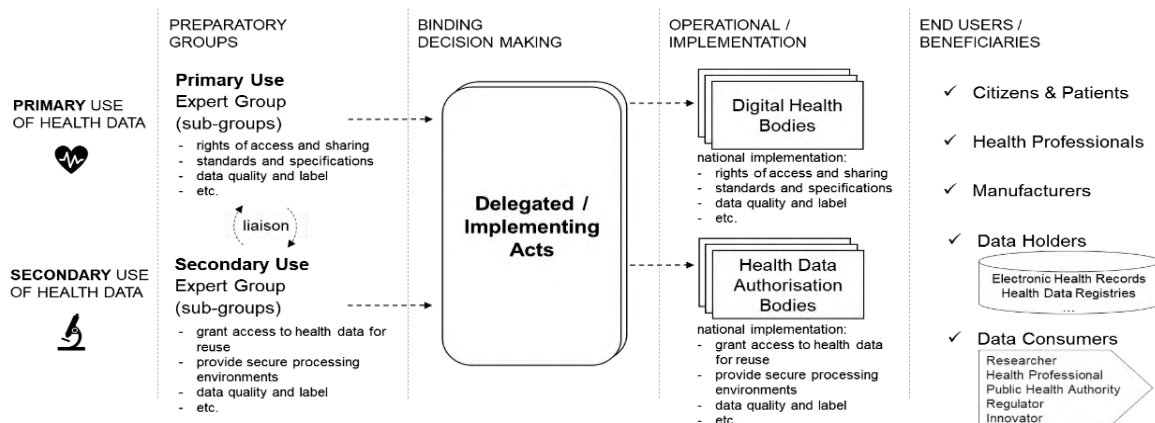 PREPARATORY
GROUPS
BINDING
DECISION MAKING
OPERATIONAL /
IMPLEMENTATION
END USERS /
BENEFICIARIES
PRIMARY USE
OF HEALTH DATA
Primary Use
Expert Group
(sub-groups)
- rights of access and sharing
- standards and specifications
- data quality and label
- etc.
liaison
SECONDARY USE
OF HEALTH DATA
Secondary Use
Expert Group
(sub-groups)
- grant access to health data for
reuse
- provide secure processing
environments
- data quality and label
- etc.
Delegated /
Implementing
Acts
Digital Health
Bodies
national implementation:
- rights of access and sharing
- standards and specifications
- data quality and label
- etc.
Health Data
Authorisation
Bodies
national implementation:
- grant access to health data
for reuse
- provide secure processing
environments
- data quality and label
- etc
✓ Citizens & Patients
✓ Health Professionals
✓ Manufacturers
✓ Data Holders
Electronic Health Records
Health Data Registries
...
✓ Data Consumers
Researcher
Health Professional
Public Health Authority
Regulator
Innovator